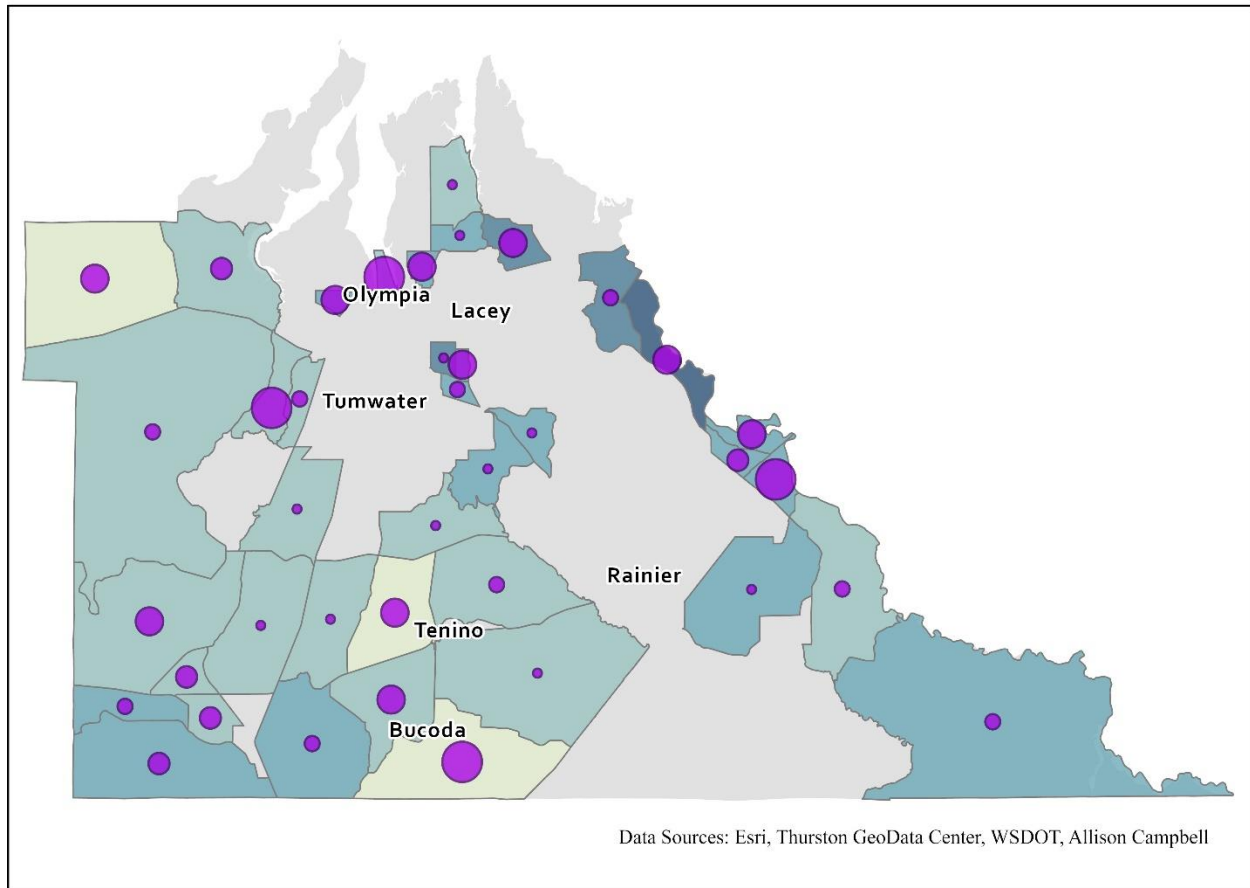 Olympia
Lacey
Tumwater
Rainier
Tenino
Bucoda
Data Sources: Esri, Thurston GeoData Center, WSDOT, Allison Campbell